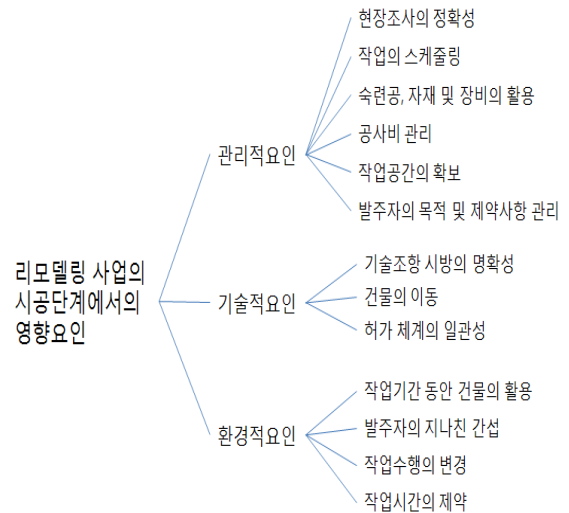 리모델링 사업의
시공단계에서의
영향요인
관리적요인
현장조사의 정확성
작업의 스케줄링
숙련공, 자재 및 장비의 활용
공사비 관리
작업공간의 확보
발주자의 목적 및 제약사항 관리
기술적요인
기술조항 시방의 명확성
건물의 이동
허가 체계의 일관성
환경적요인
작업기간 동안 건물의 활용
발주자의 지나친 간섭
작업수행의 변경
작업시간의 제약